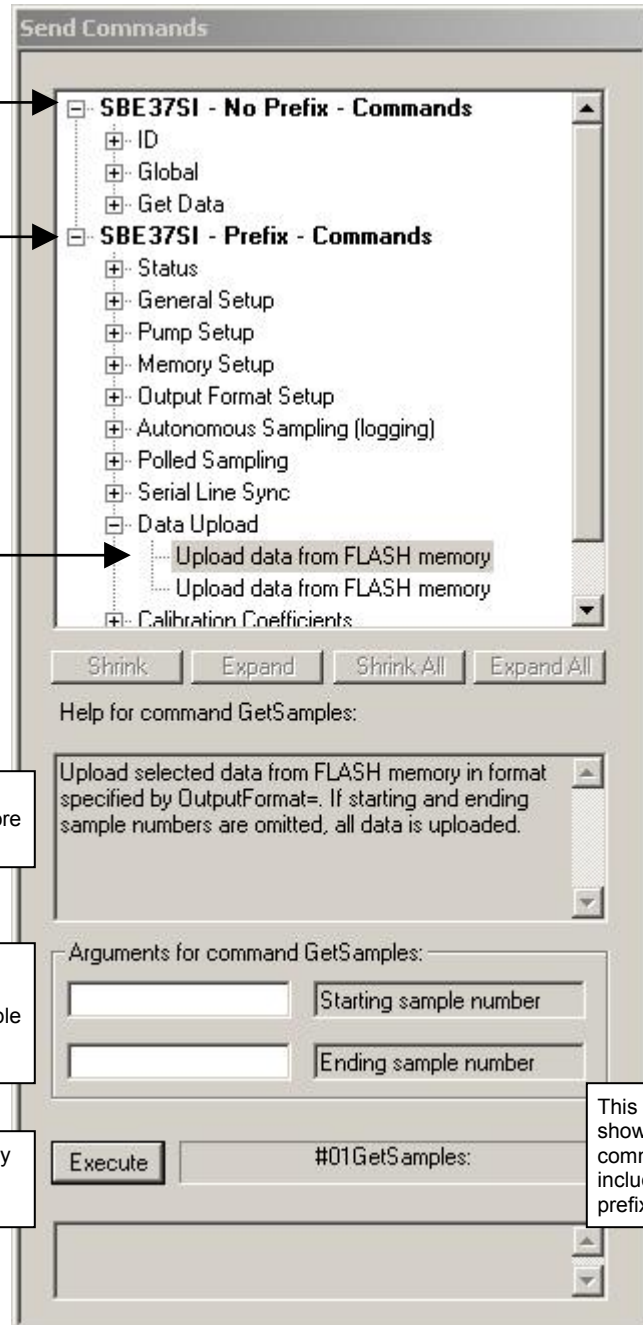 Send Commands
SBE37SI - No Prefix - Commands
ID
Global
Get Data
SBE37SI - Prefix - Commands
Status
General Setup
Pump Setup
Memory Setup
Output Format Setup
Autonomous Sampling (logging)
Polled Sampling
Serial Line Sync
Data Upload
Upload data from FLASH memory
Upload data from FLASH memory
Calibration Coefficients
Shrink Expand Shrink All Expand All
Help for command GetSamples:
Upload selected data from FLASH memory in format
specified by OutputFormat=. If starting and ending
sample numbers are omitted, all data is uploaded.
Arguments for command GetSamples:
Starting sample number
Ending sample number
This
Execute #01GetSamples: